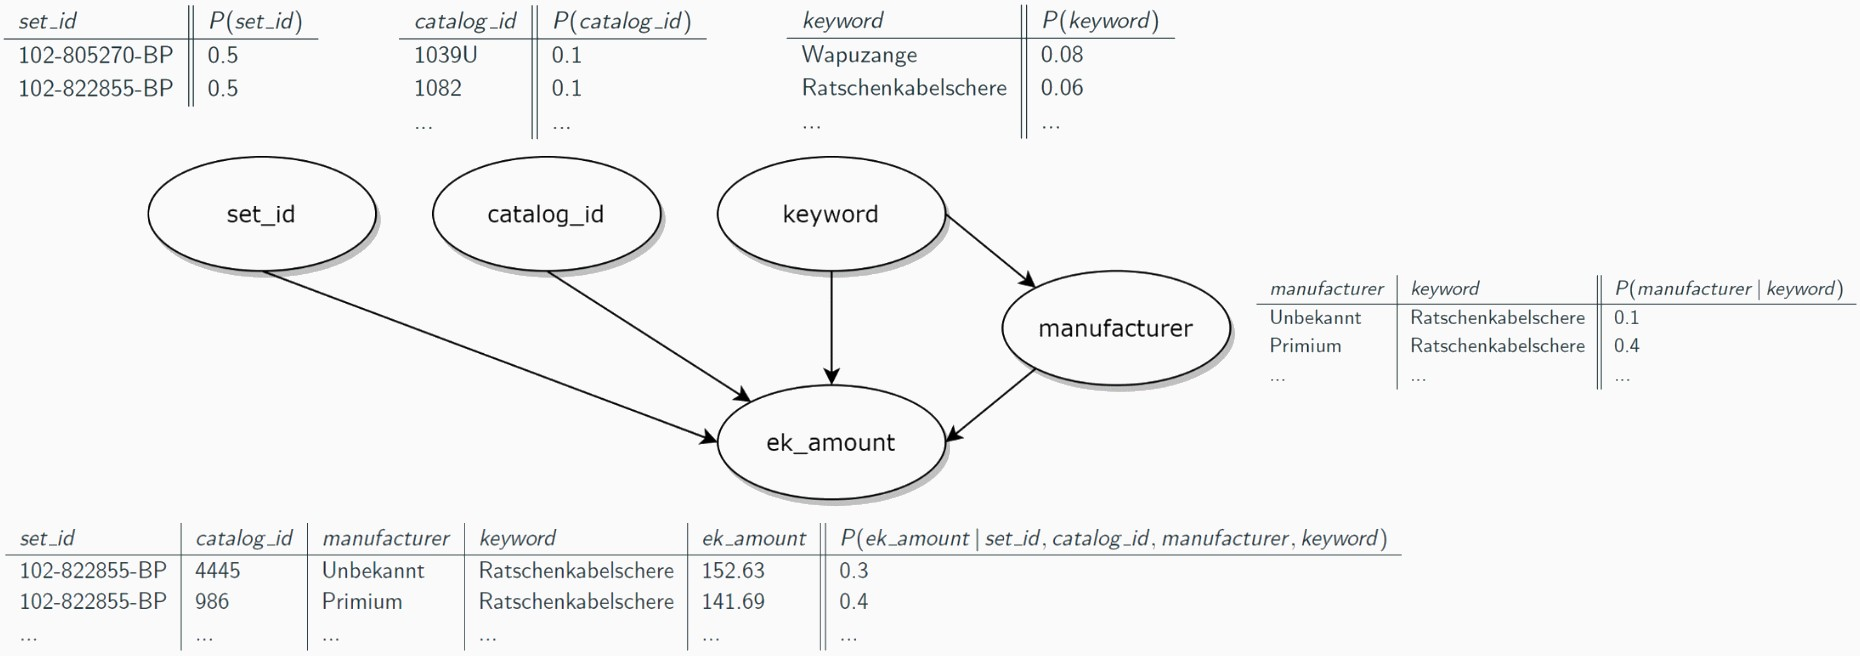 set_id P(set_id)
102-805270-BP 0.5
102-822855-BP 0.5
catalog_id P(catalog_id)
1039U 0.1
1082 0.1
... ...
keyword P(keyword)
Wapuzange 0.08
Ratschenkabelschere 0.06
... ...
set_id
catalog_id
keyword
manufacturer
ek_amount
manufacturer keyword P(manufacturer | keyword)
Unbekannt Ratschenkabelschere 0.1
Primium Ratschenkabelschere 0.4
... ... ...
set_id catalog_id manufacturer keyword ek_amount P(ek_amount | set_id, catalog_id, manufacturer, keyword)
102-822855-BP 4445 Unbekannt Ratschenkabelschere 152.63 0.3
102-822855-BP 986 Primium Ratschenkabelschere 141.69 0.4
... ... ... ... ... ...